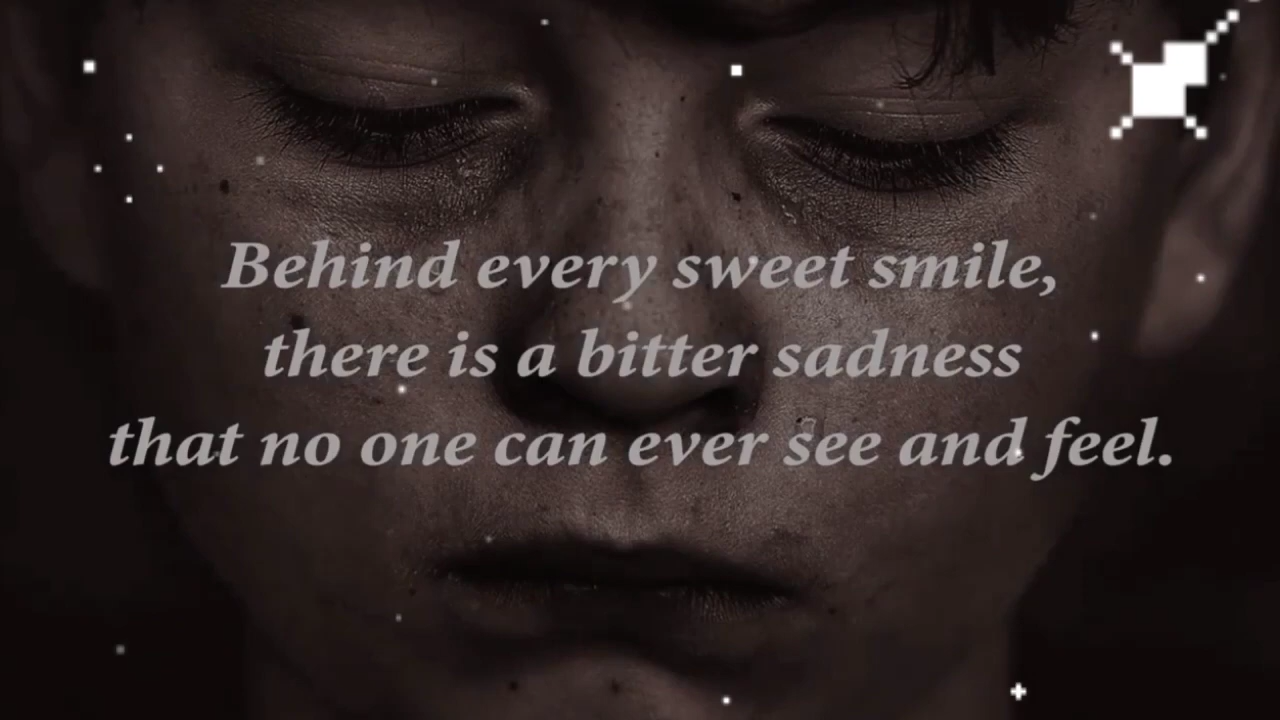 Behind every sweet smile,
there is a bitter sadness
that no one can ever see and feel.